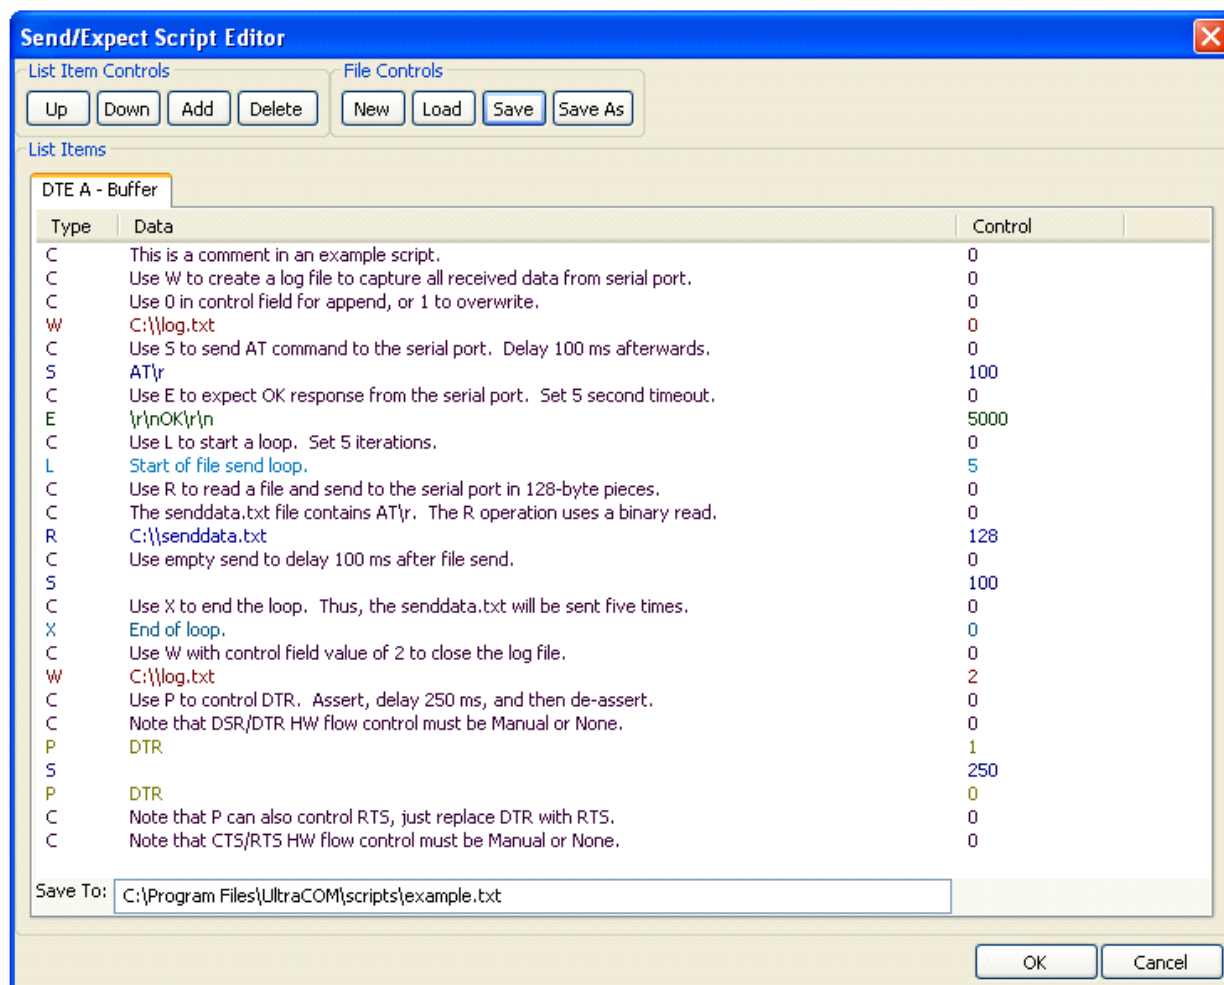 Send/Expect Script Editor
List Item Controls File Controls
Up Down Add Delete New Load Save Save As
List Items
DTE A - Buffer
Type Data Control
C This is a comment in an example script. 0
C Use W to create a log file to capture all received data from serial port. 0
C Use 0 in control field for append, or 1 to overwrite. 0
W C:\\log.txt 0
C Use S to send AT command to the serial port. Delay 100 ms afterwards. 0
S AT\r 100
C Use E to expect OK response from the serial port. Set 5 second timeout. 0
E \r\nOK\r\n 5000
C Use L to start a loop. Set 5 iterations. 0
L Start of file send loop. 5
C Use R to read a file and send to the serial port in 128-byte pieces. 0
C The senddata.txt file contains AT\r. The R operation uses a binary read. 0
R C:\\senddata.txt 128
C Use empty send to delay 100 ms after file send. 0
S 100
C Use X to end the loop. Thus, the senddata.txt will be sent five times. 0
X End of loop. 0
C Use W with control field value of 2 to close the log file. 0
W C:\\log.txt 2
C Use P to control DTR. Assert, delay 250 ms, and then de-assert. 0
C Note that DSR/DTR HW flow control must be Manual or None. 0
P DTR 1
S 250
P DTR 0
C Note that P can also control RTS, just replace DTR with RTS. 0
C Note that CTS/RTS HW flow control must be Manual or None. 0
Save To: C:\Program Files\UltraCOM\scripts\example.txt
OK Cancel